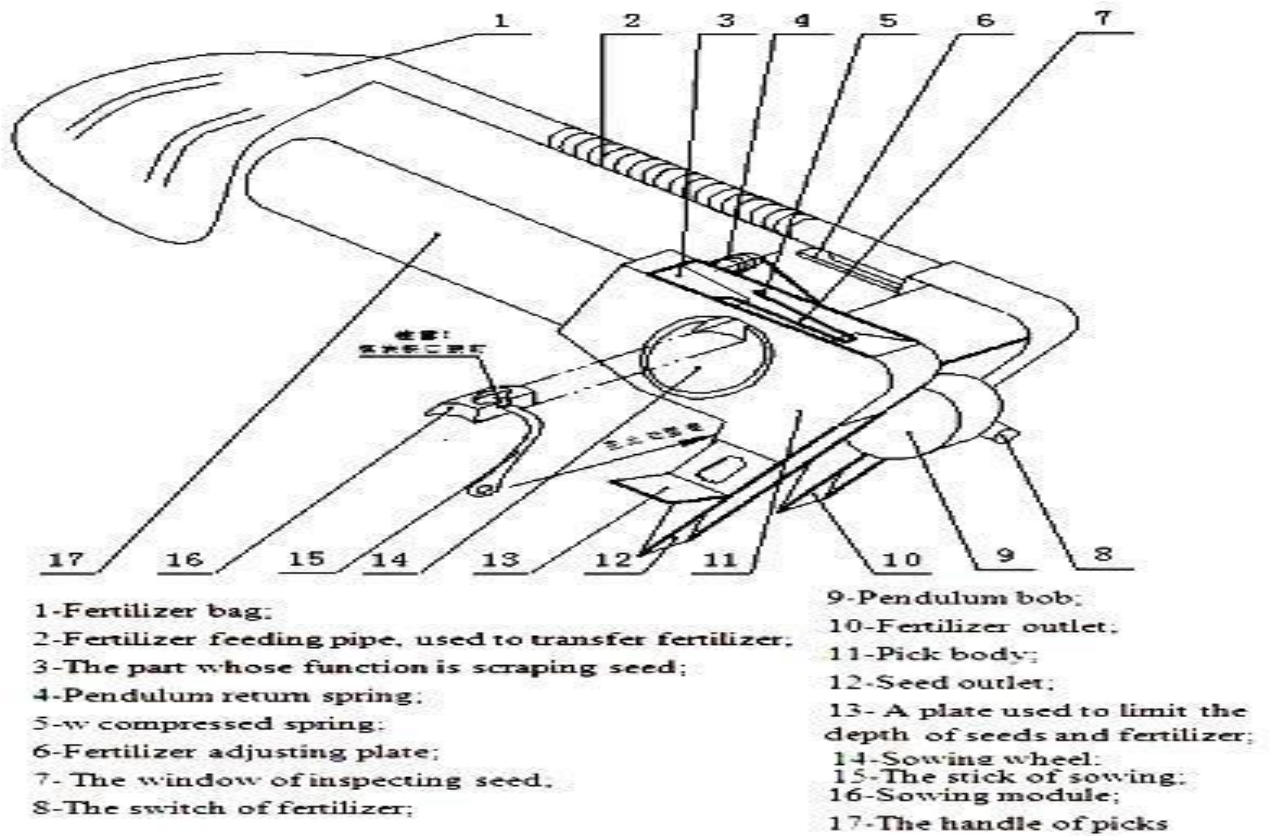 1 2 3 4 5 6 7
17 16 15 14 13 12 11 10 9 8
1-Fertilizer bag;
2-Fertilizer feeding pipe, used to transfer fertilizer;
3-The part whose function is scraping seed;
4-Pendulum return spring;
5-w compressed spring;
6-Fertilizer adjusting plate;
7- The window of inspecting seed;
8-The switch of fertilizer;
9-Pendulum bob;
10-Fertilizer outlet;
11-Pick body;
12-Seed outlet;
13- A plate used to limit the
depth of seeds and fertilizer;
14-Sowing wheel;
15-The stick of sowing;
16-Sowing module;
17-The handle of picks